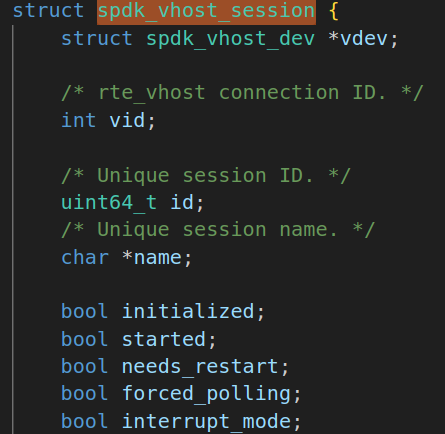 struct spdk_vhost_session {
struct spdk_vhost_dev *vdev;
/* rte_vhost connection ID. */
int vid;
/* Unique session ID. */
uint64_t id;
/* Unique session name. */
char *name;
bool initialized;
bool started;
bool needs_restart;
bool forced_polling;
bool interrupt_mode;